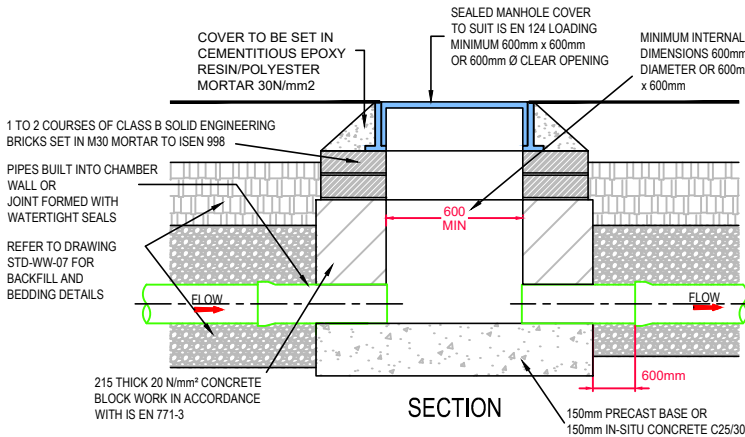 COVER TO BE SET IN
CEMENTITIOUS EPOXY
RESIN/POLYESTER
MORTAR 30N/mm2
SEALED MANHOLE COVER
TO SUIT IS EN 124 LOADING
MINIMUM 600mm x 600mm
OR 600mm Ø CLEAR OPENING
MINIMUM INTERNAL
DIMENSIONS 600mm
DIAMETER OR 600m
x 600mm
1 TO 2 COURSES OF CLASS B SOLID ENGINEERING
BRICKS SET IN M30 MORTAR TO ISEN 998
PIPES BUILT INTO CHAMBER
WALL OR
JOINT FORMED WITH
WATERTIGHT SEALS
REFER TO DRAWING
STD-WW-07 FOR
BACKFILL AND
BEDDING DETAILS
600
MIN
FLOW
FLOW
600mm
215 THICK 20 N/mm² CONCRETE
BLOCK WORK IN ACCORDANCE
WITH IS EN 771-3
SECTION
150mm PRECAST BASE OR
150mm IN-SITU CONCRETE C25/30